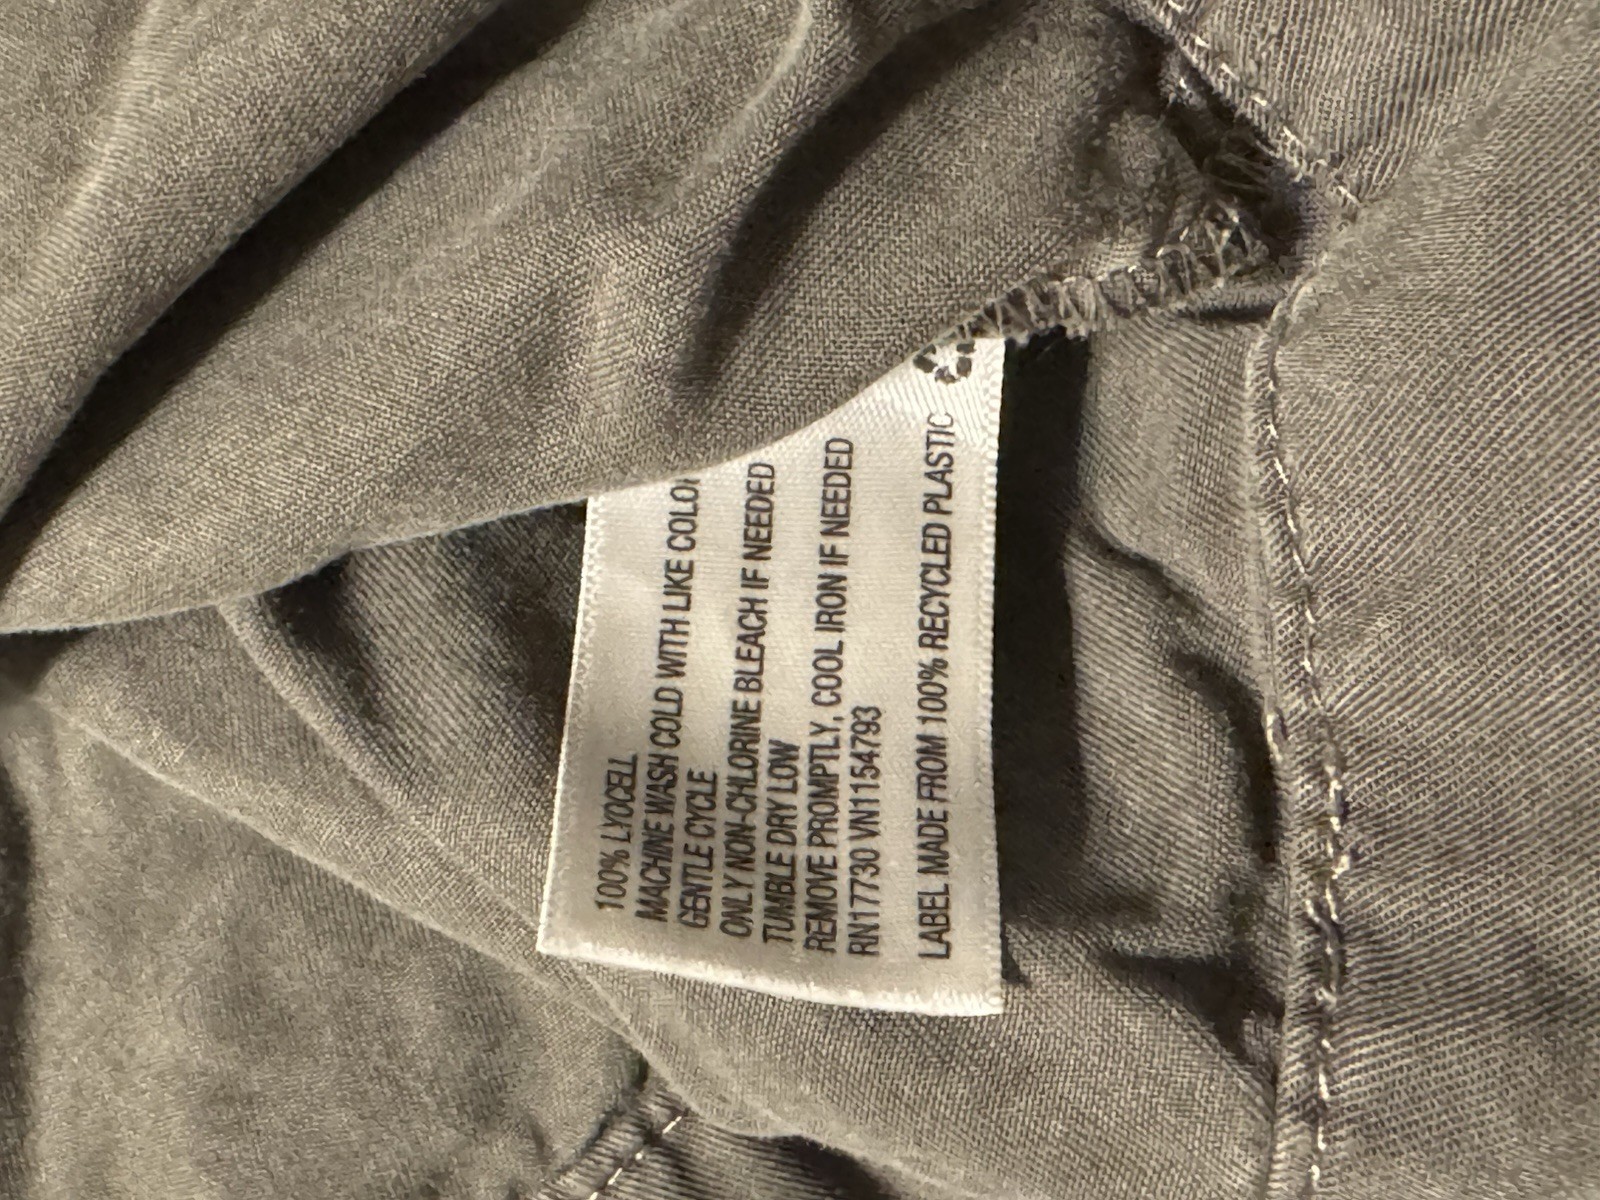 100% LYOCELL
MACHINE WASH COLD WITH LIKE
GENTLE CYCLE
ONLY NON-CHLORINE BLEACH IF NEEDED
TUMBLE DRY LOW
REMOVE PROMPTLY, COOL IRON IF NEEDED
RN17730 VN1154793
LABEL MADE FROM 100% RECYCLED PLASTIC